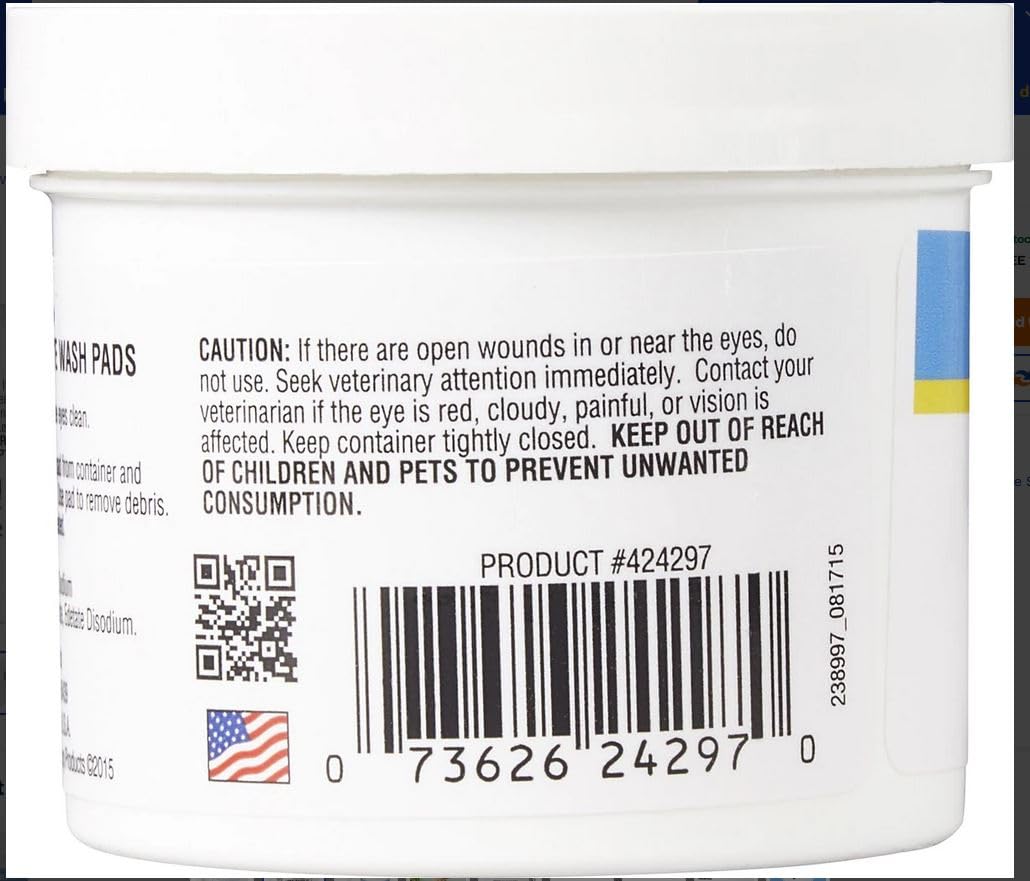 WASH PADS
eyes clean.
from container and
pad to remove debris.
Edetate Disodium.
U.S.A.
Products ©2015
CAUTION: If there are open wounds in or near the eyes, do
not use. Seek veterinary attention immediately. Contact your
veterinarian if the eye is red, cloudy, painful, or vision is
affected. Keep container tightly closed. KEEP OUT OF REACH
OF CHILDREN AND PETS TO PREVENT UNWANTED
CONSUMPTION.
PRODUCT #424297
0 73626 24297 0
238997_081715